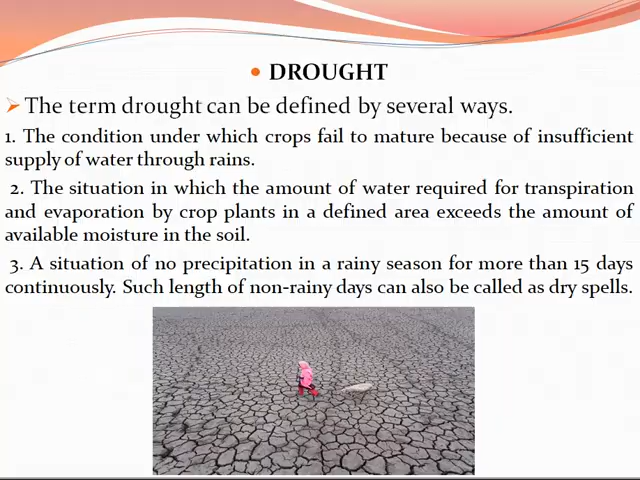 • DROUGHT
➢ The term drought can be defined by several ways.
1. The condition under which crops fail to mature because of insufficient
supply of water through rains.
2. The situation in which the amount of water required for transpiration
and evaporation by crop plants in a defined area exceeds the amount of
available moisture in the soil.
3. A situation of no precipitation in a rainy season for more than 15 days
continuously. Such length of non-rainy days can also be called as dry spells.